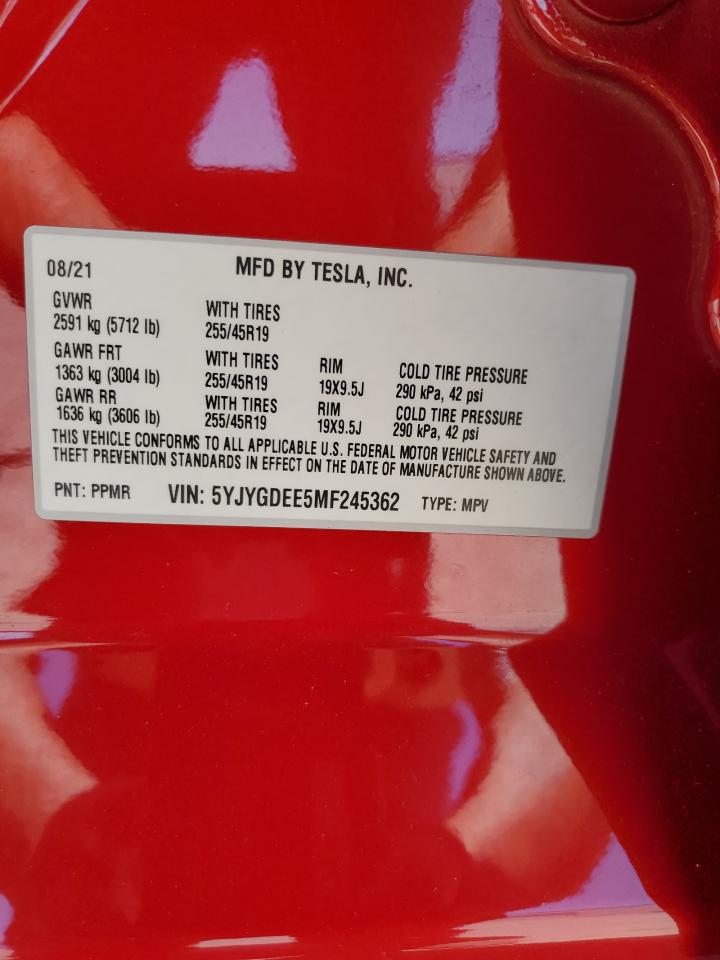 08/21 MFD BY TESLA, INC.
GVWR WITH TIRES
2591 kg (5712 lb) 255/45R19
GAWR FRT WITH TIRES RIM COLD TIRE PRESSURE
1363 kg (3004 lb) 255/45R19 19X9.5J 290 kPa, 42 psi
GAWR RR WITH TIRES RIM COLD TIRE PRESSURE
1636 kg (3606 lb) 255/45R19 19X9.5J 290 kPa, 42 psi
THIS VEHICLE CONFORMS TO ALL APPLICABLE U.S. FEDERAL MOTOR VEHICLE SAFETY AND
THEFT PREVENTION STANDARDS IN EFFECT ON THE DATE OF MANUFACTURE SHOWN ABOVE.
PNT: PPMR VIN: 5YJYGDEE5MF245362 TYPE: MPV